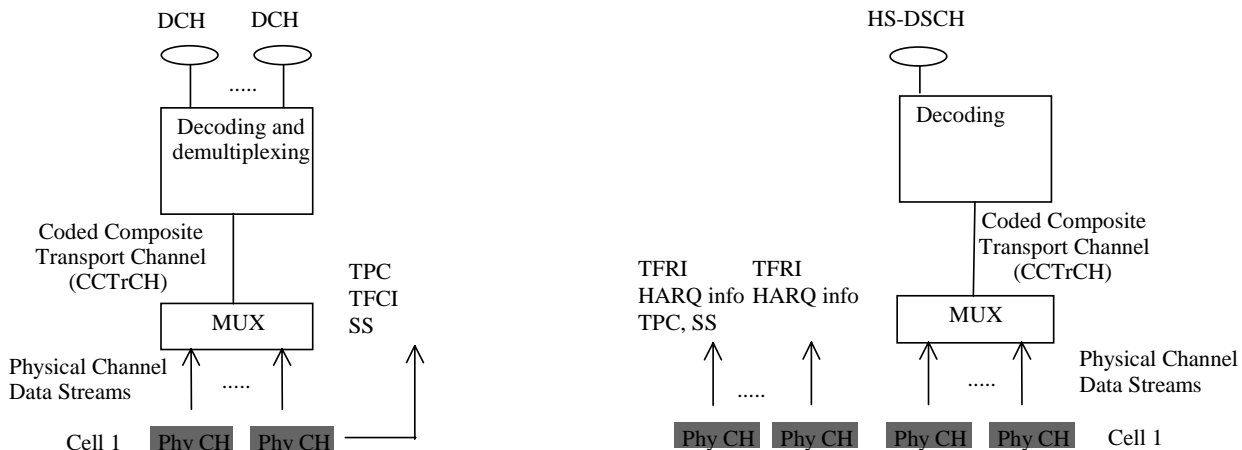 DCH DCH
.....
Decoding and
demultiplexing
Coded Composite
Transport Channel
(CCTrCH)
TPC
TFCI
SS
MUX
Physical Channel
Data Streams
.....
Cell 1 Phy CH Phy CH
HS-DSCH
Decoding
Coded Composite
Transport Channel
(CCTrCH)
TFRI
HARQ info
TPC, SS
TFRI
HARQ info
MUX
Physical Channel
Data Streams
.....
.....
Phy CH Phy CH Phy CH Phy CH Cell 1